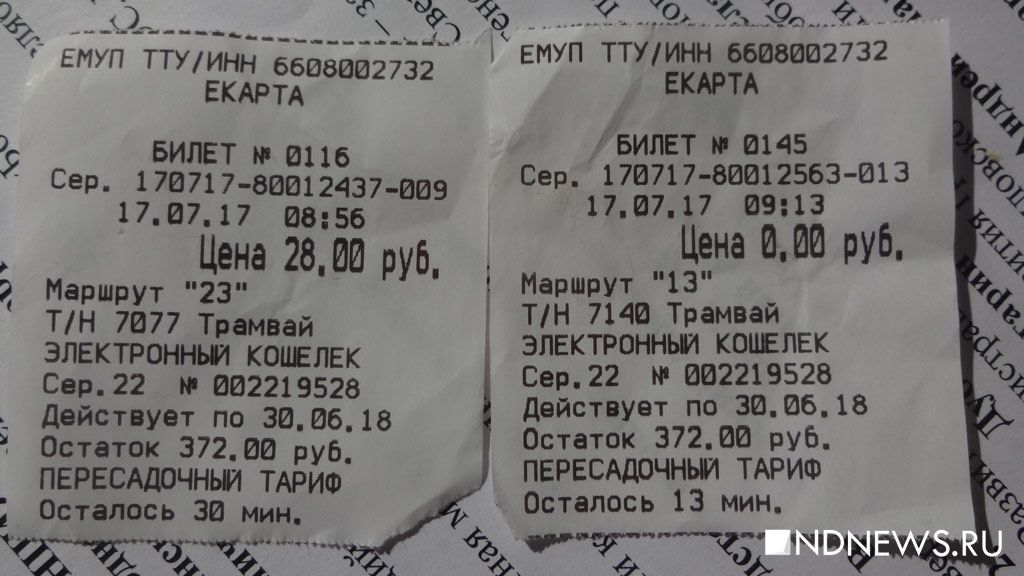 ЕМУП ТТУ/ИНН 6608002732
ЕКАРТА
БИЛЕТ № 0116
Сер. 170717-80012437-009
17.07.17 08:56
Цена 28.00 руб.
Маршрут "23"
Т/Н 7077 Трамвай
ЭЛЕКТРОННЫЙ КОШЕЛЕК
Сер.22 № 002219528
Действует по 30.06.18
Остаток 372.00 руб.
ПЕРЕСАДОЧНЫЙ ТАРИФ
Осталось 30 мин.
ЕМУП ТТУ/ИНН 6608002732
ЕКАРТА
БИЛЕТ № 0145
Сер. 170717-80012563-013
17.07.17 09:13
Цена 0.00 руб.
Маршрут "13"
Т/Н 7140 Трамвай
ЭЛЕКТРОННЫЙ КОШЕЛЕК
Сер.22 № 002219528
Действует по 30.06.18
Остаток 372.00 руб.
ПЕРЕСАДОЧНЫЙ ТАРИФ
Осталось 13 мин.
NDNEWS.RU